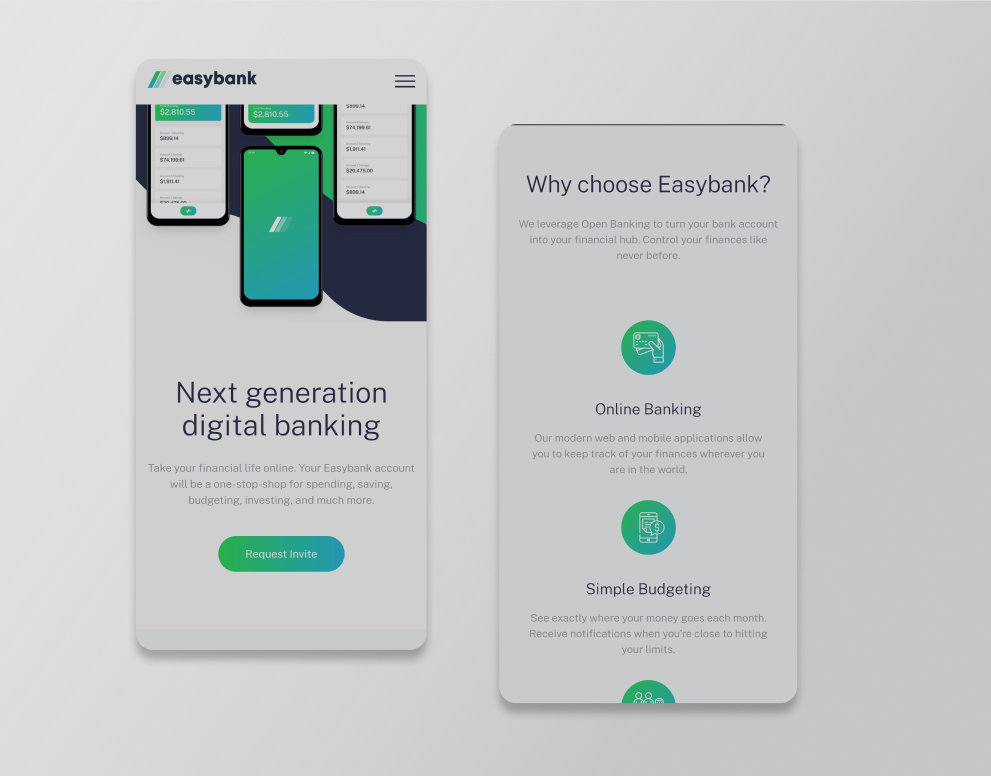 easybank
$2,810.55
$2,810.55
$899.14
$899.14
$74,199.61
$74,199.61
$1,911.41
$1,911.41
$20,475.00
$899.14
Next generation
digital banking
Take your financial life online. Your Easybank account
will be a one-stop-shop for spending, saving,
budgeting, investing, and much more.
Request Invite
Why choose Easybank?
We leverage Open Banking to turn your bank account
into your financial hub. Control your finances like
never before.
Online Banking
Our modern web and mobile applications allow
you to keep track of your finances wherever you
are in the world.
Simple Budgeting
See exactly where your money goes each month.
Receive notifications when you're close to hitting
your limits.